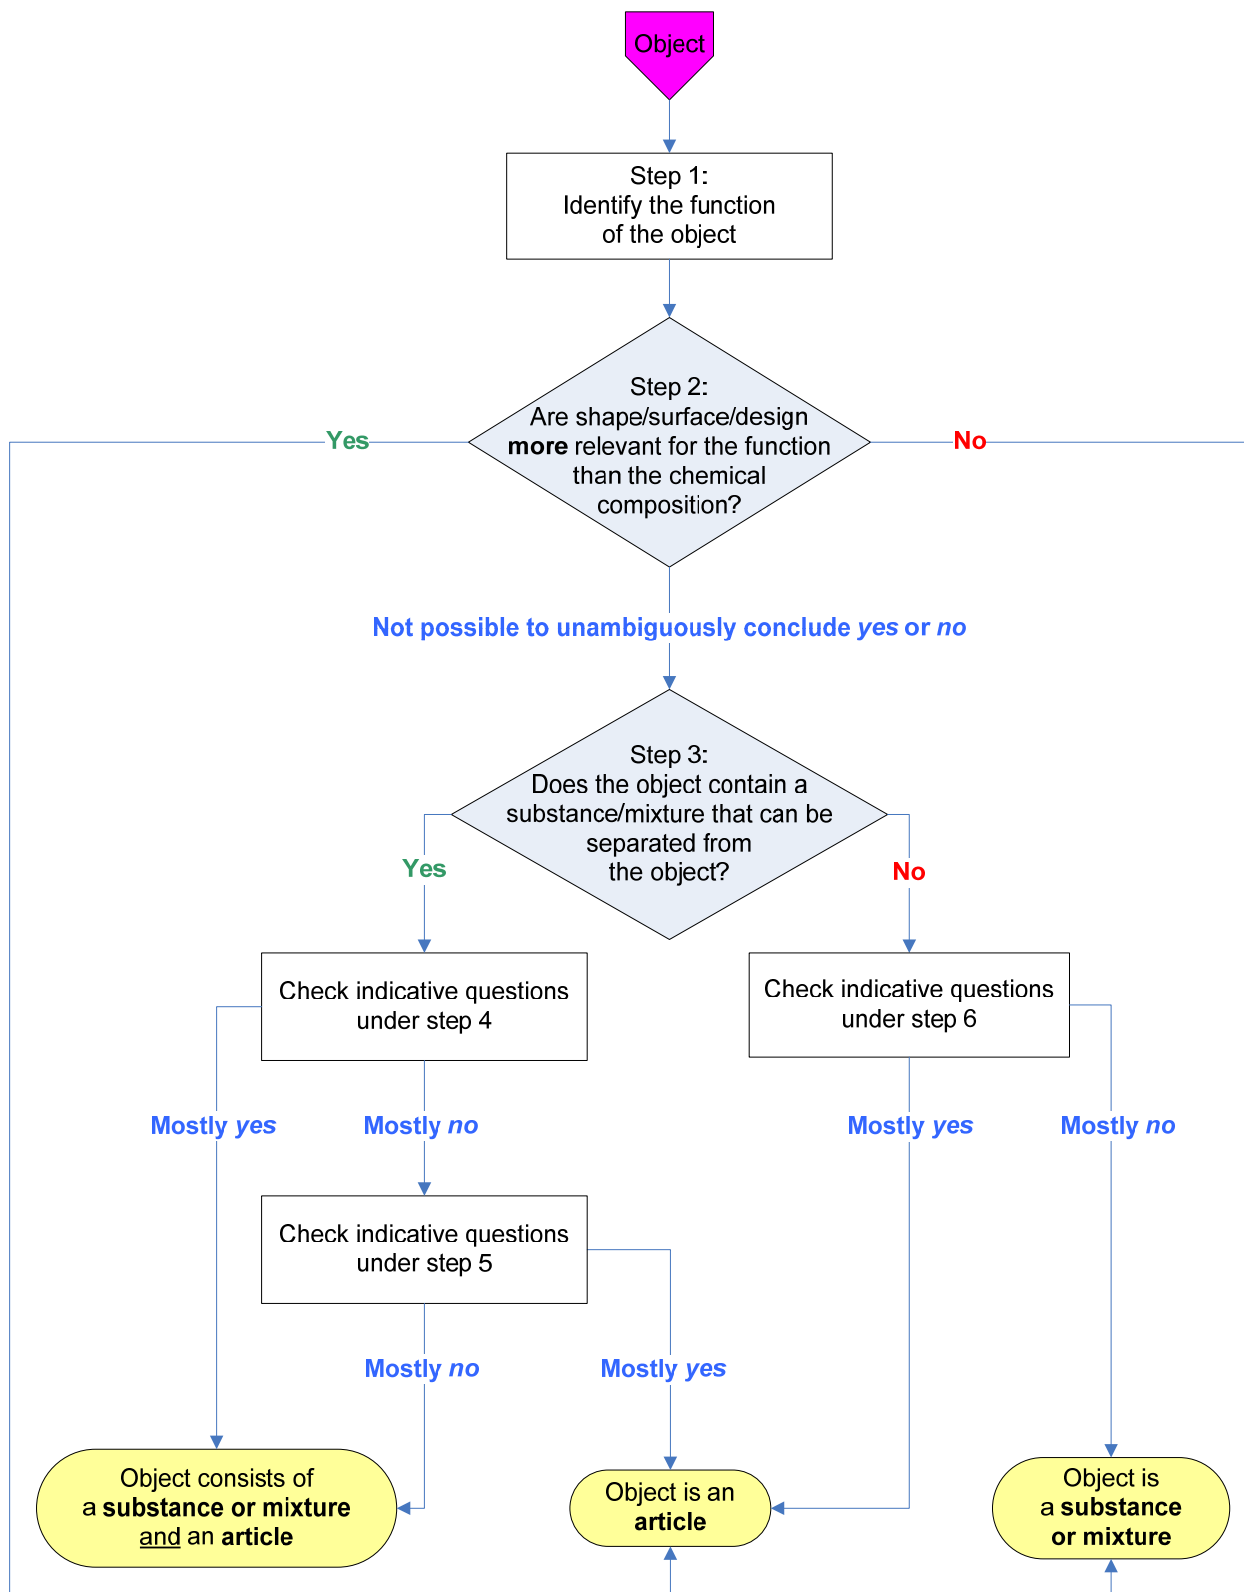 Object
Step 1:
Identify the function
of the object
Step 2:
Are shape/surface/design
more relevant for the function
than the chemical
composition?
Yes
No
Not possible to unambiguously conclude yes or no
Step 3:
Does the object contain a
substance/mixture that can be
separated from
the object?
Yes
No
Check indicative questions
under step 4
Check indicative questions
under step 6
Mostly yes
Mostly no
Mostly yes
Mostly no
Check indicative questions
under step 5
Mostly no
Mostly yes
Object consists of
a substance or mixture
and an article
Object is an
article
Object is
a substance
or mixture